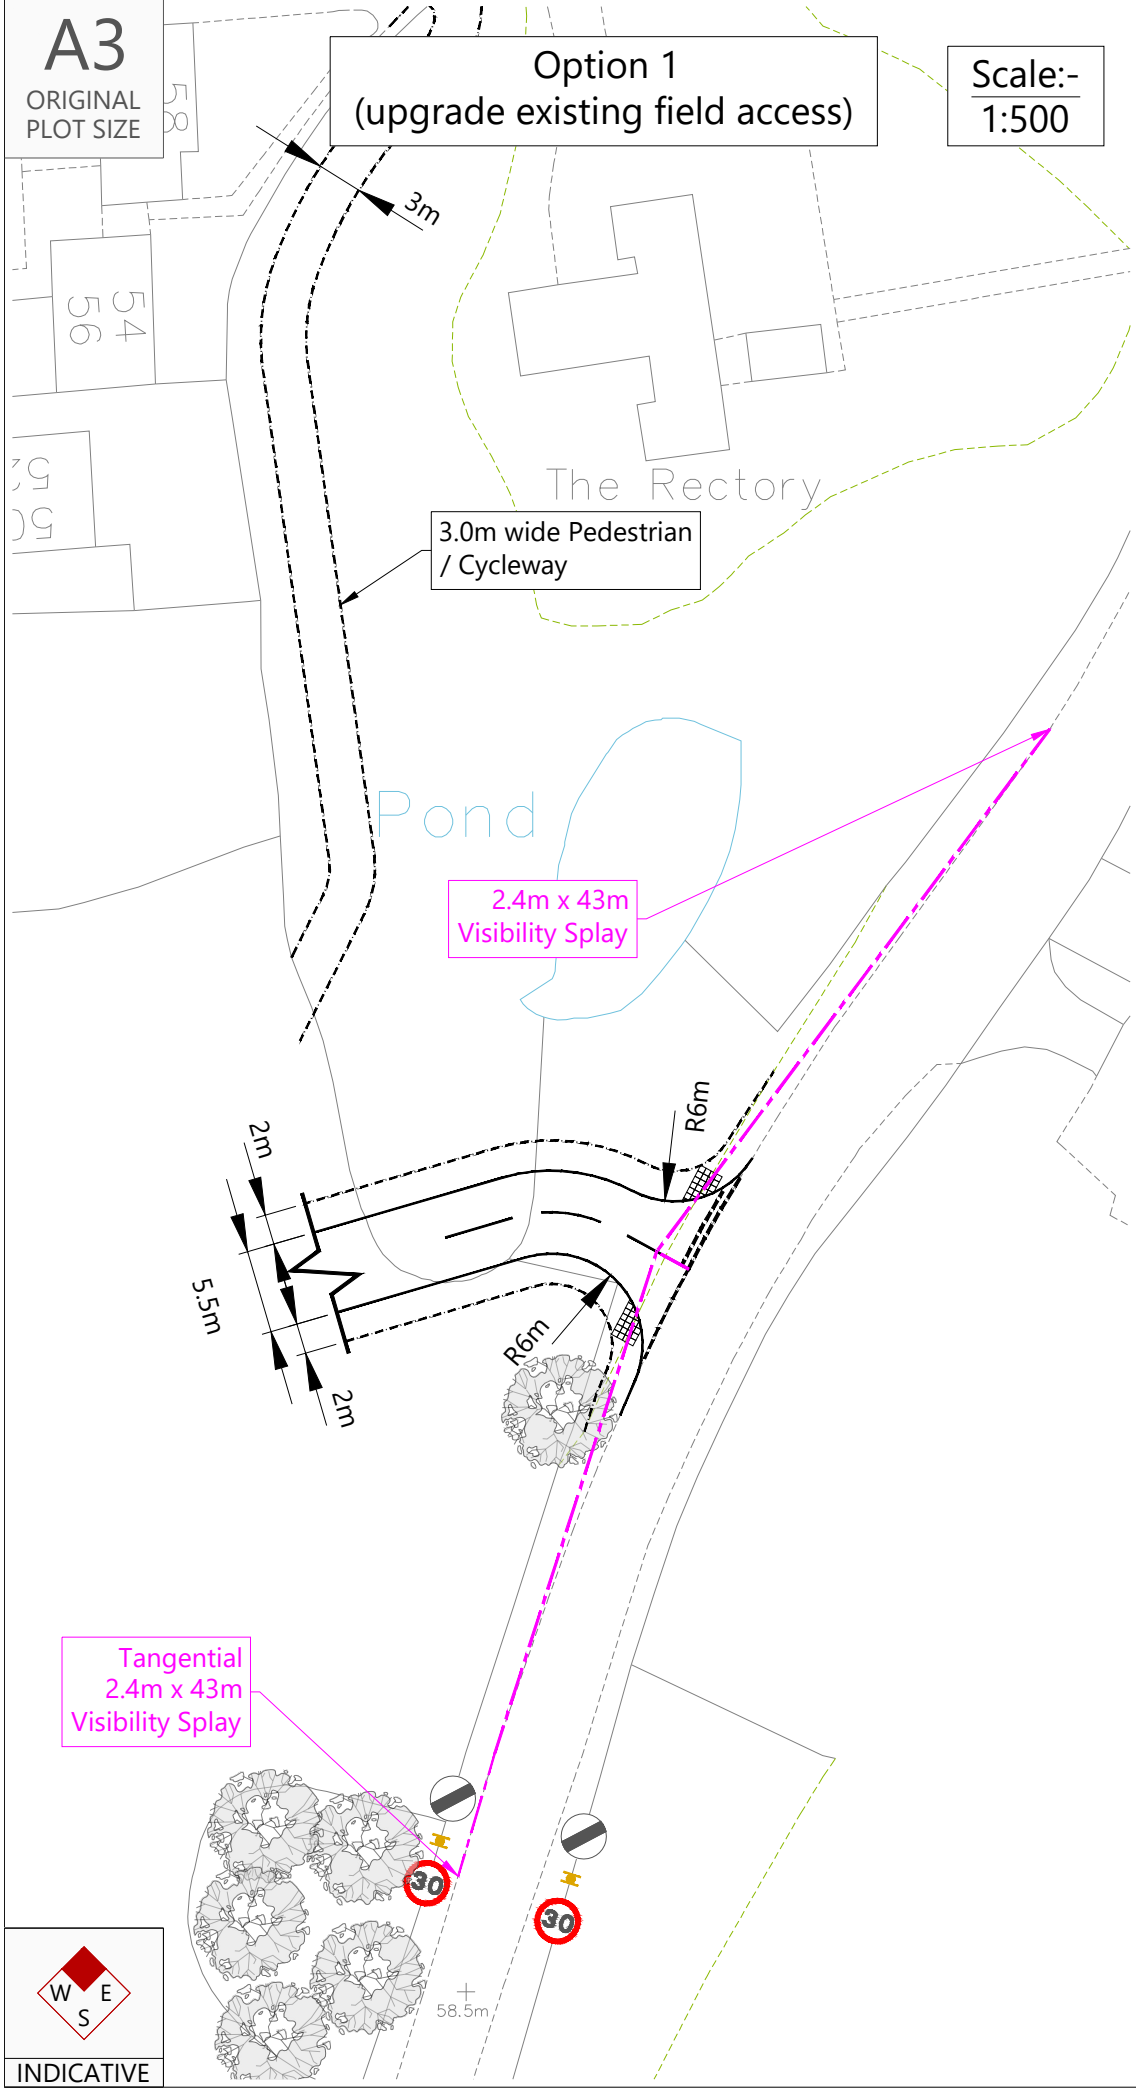 A3
ORIGINAL
PLOT SIZE
Option 1
(upgrade existing field access)
Scale:-
1:500
58
3m
54
56
The Rectory
50
3.0m wide Pedestrian
/ Cycleway
Pond
2.4m x 43m
Visibility Splay
R6m
2m
5.5m
R6m
2m
Tangential
2.4m x 43m
Visibility Splay
30
30
58.5m
W E
S
INDICATIVE